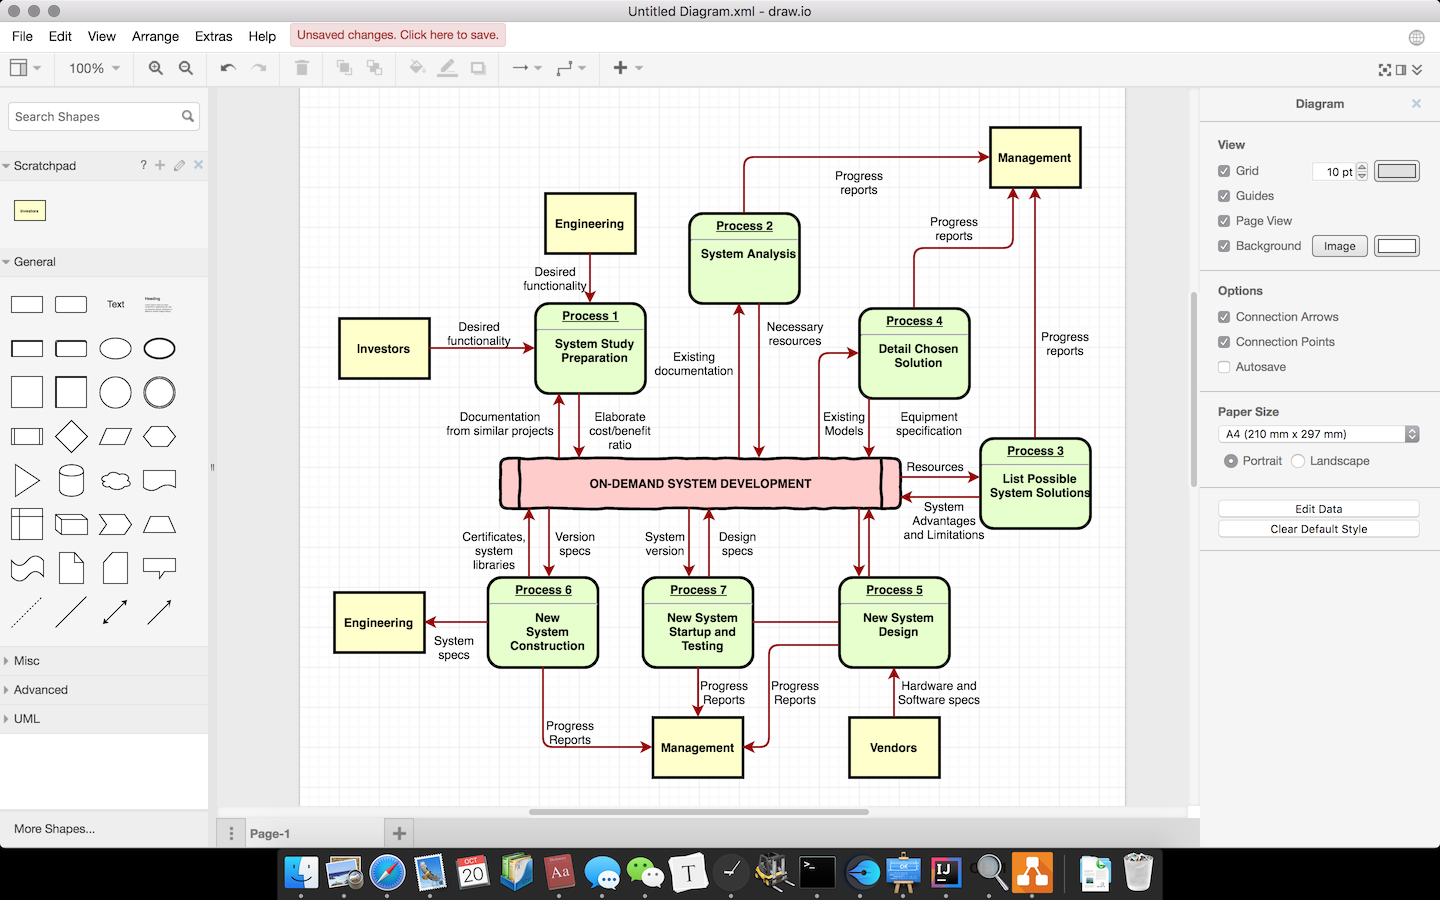 Untitled Diagram.xml - draw.io
File Edit View Arrange Extras Help Unsaved changes. Click here to save.
100%
Search Shapes
Scratchpad ?
Investors
General
Text
Heading
Misc
Advanced
UML
More Shapes...
Management
Progress
reports
Engineering
Process 2
System Analysis
Progress
reports
Desired
functionality
Process 1
System Study
Preparation
Investors
Desired
functionality
Necessary
resources
Process 4
Detail Chosen
Solution
Progress
reports
Existing
documentation
Documentation
from similar projects
Elaborate
cost/benefit
ratio
Existing
Models
Equipment
specification
Process 3
List Possible
System Solutions
Resources
ON-DEMAND SYSTEM DEVELOPMENT
System
Advantages
and Limitations
Certificates,
system
libraries
Version
specs
System
version
Design
specs
Process 6
New
System
Construction
Process 7
New System
Startup and
Testing
Process 5
New System
Design
Engineering
System
specs
Progress
Reports
Progress
Reports
Hardware and
Software specs
Progress
Reports
Management
Vendors
Page-1
Diagram
View
Grid 10 pt
Guides
Page View
Background Image
Options
Connection Arrows
Connection Points
Autosave
Paper Size
A4 (210 mm x 297 mm)
Portrait Landscape
Edit Data
Clear Default Style
OCT
20
Aa
T
>_
OK
IJ